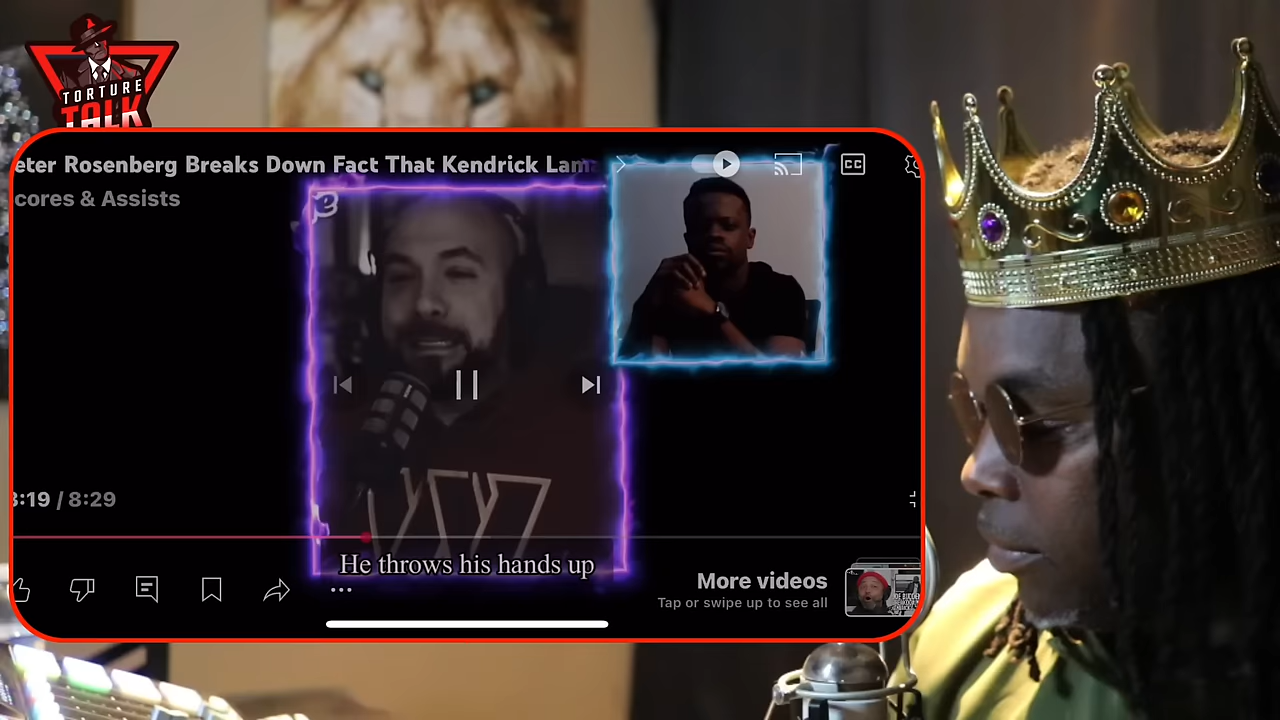 TORTURE
TALK
eter Rosenberg Breaks Down Fact That Kendrick Lam
cores & Assists
CC
3:19 / 8:29
He throws his hands up
More videos
Tap or swipe up to see all